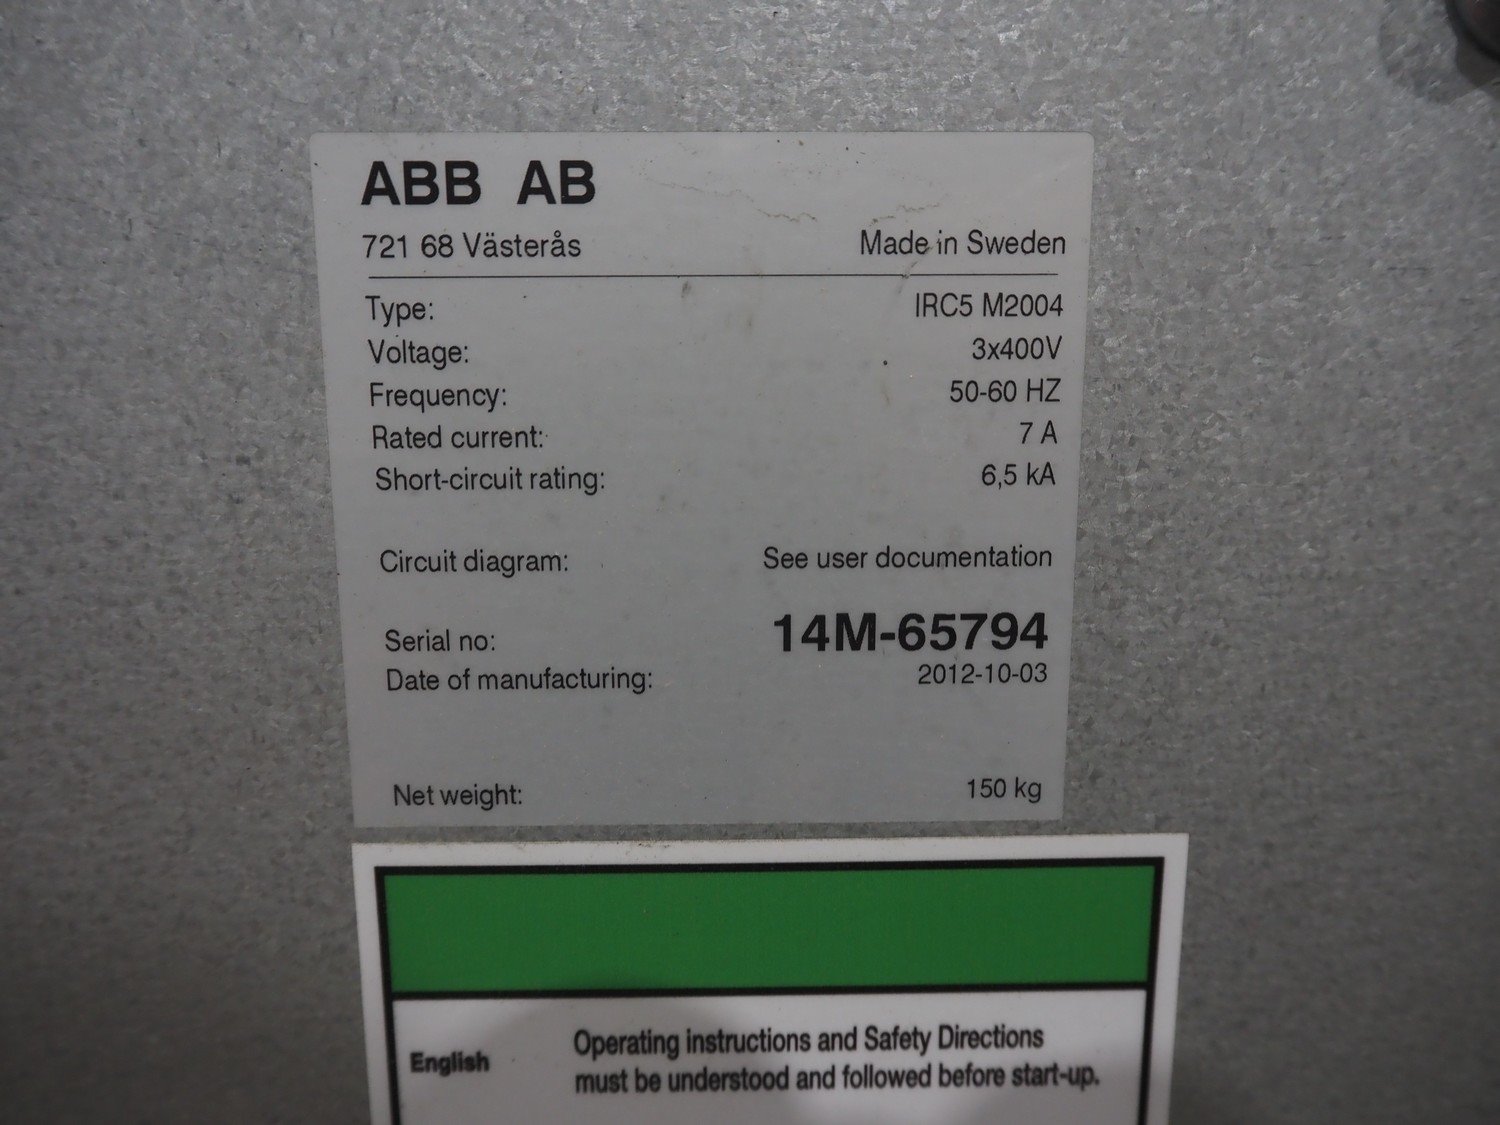 ABB AB
721 68 Västerås Made in Sweden
Type: IRC5 M2004
Voltage: 3x400V
Frequency: 50-60 HZ
Rated current: 7 A
Short-circuit rating: 6,5 kA
Circuit diagram: See user documentation
Serial no: 14M-65794
Date of manufacturing: 2012-10-03
Net weight: 150 kg
English
Operating instructions and Safety Directions
must be understood and followed before start-up.